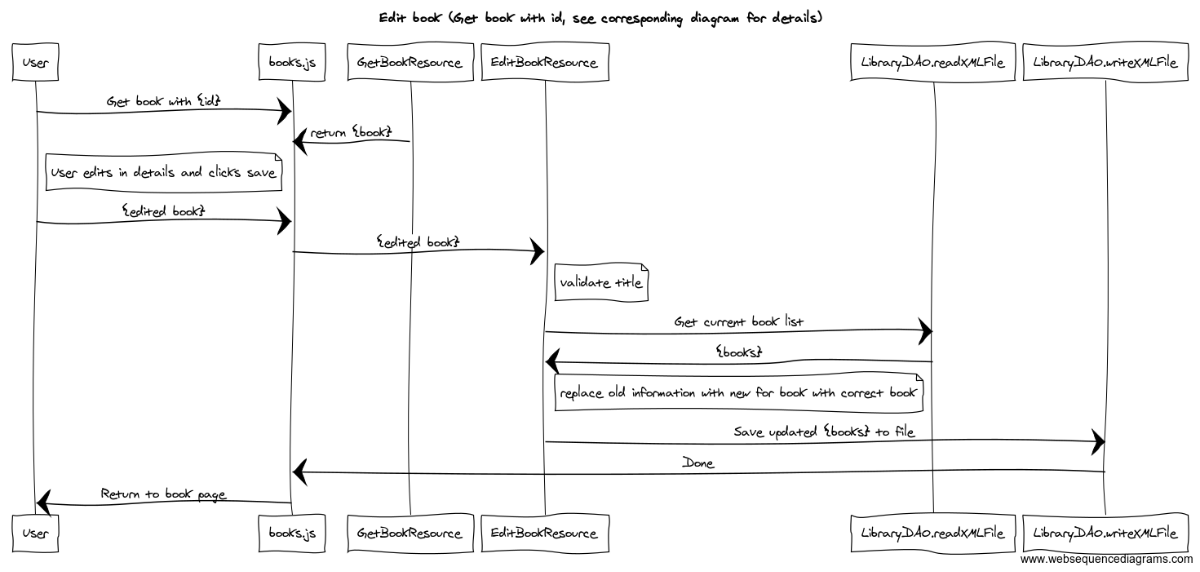 Edit book (Get book with id, see corresponding diagram for details)
User
books.js
GetBookResource
EditBookResource
LibraryDAO.readXMLFile
LibraryDAO.writeXMLFile
Get book with {id}
return {book}
User edits in details and clicks save
{edited book}
{edited book}
validate title
Get current book list
{books}
replace old information with new for book with correct book
Save updated {books} to file
Done
Return to book page
User
books.js
GetBookResource
EditBookResource
LibraryDAO.readXMLFile
LibraryDAO.writeXMLFile
www.websequencediagrams.com